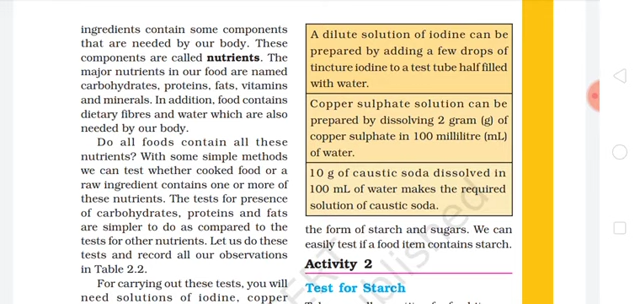 ingredients contain some components
that are needed by our body. These
components are called nutrients. The
major nutrients in our food are named
carbohydrates, proteins, fats, vitamins
and minerals. In addition, food contains
dietary fibres and water which are also
needed by our body.
Do all foods contain all these
nutrients? With some simple methods
we can test whether cooked food or a
raw ingredient contains one or more of
these nutrients. The tests for presence
of carbohydrates, proteins and fats
are simpler to do as compared to the
tests for other nutrients. Let us do these
tests and record all our observations
in Table 2.2.
For carrying out these tests, you will
need solutions of iodine, copper
A dilute solution of iodine can be
prepared by adding a few drops of
tincture iodine to a test tube half filled
with water.
Copper sulphate solution can be
prepared by dissolving 2 gram (g) of
copper sulphate in 100 millilitre (mL)
of water.
10 g of caustic soda dissolved in
100 mL of water makes the required
solution of caustic soda.
the form of starch and sugars. We can
easily test if a food item contains starch.
Activity 2
Test for Starch